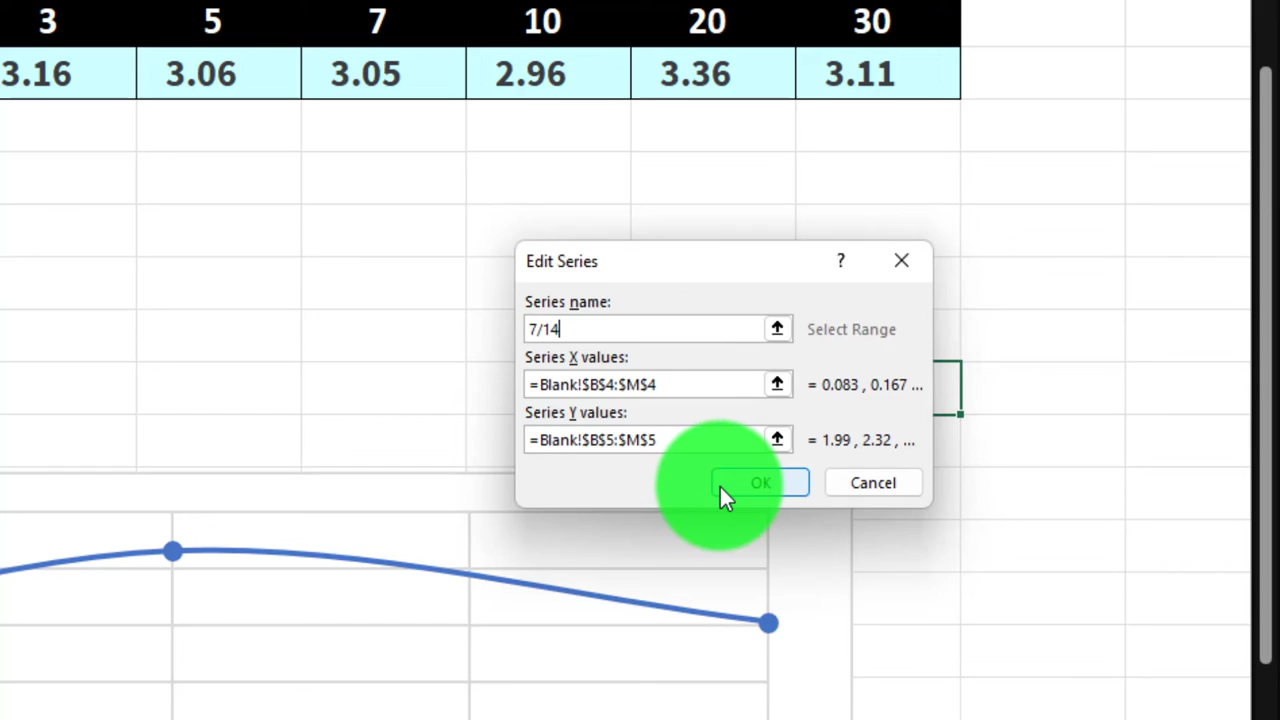 3 5 7 10 20 30
3.16 3.06 3.05 2.96 3.36 3.11
Edit Series ?
Series name:
7/14 Select Range
Series X values:
=Blank!$B$4:$M$4 = 0.083 , 0.167 ...
Series Y values:
=Blank!$B$5:$M$5 = 1.99 , 2.32 , ...
OK Cancel